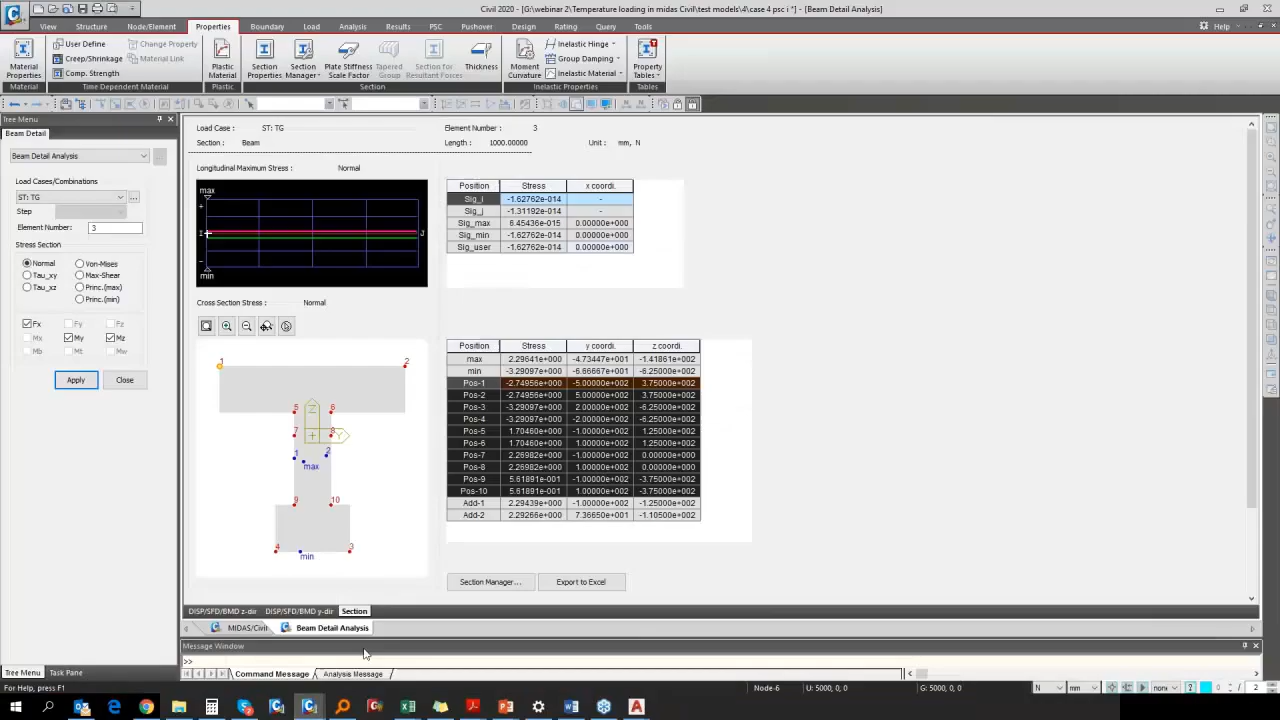 Civil 2020 - [G:\webinar 2\Temperature loading in midas Civil\test models\4\case 4 psc i *] - [Beam Detail Analysis]
View Structure Node/Element Properties Boundary Load Analysis Results PSC Pushover Design Rating Query Tools Help
Material Properties
User Define
Change Property
Creep/Shrinkage
Material Link
Comp. Strength
Plastic Material
Section Properties
Section Manager
Plate Stiffness Scale Factor
Tapered Group
Section for Resultant Forces
Thickness
Moment Curvature
Inelastic Hinge
Group Damping
Inelastic Material
Property Tables
Material Time Dependent Material Plastic Section Inelastic Properties Tables
Tree Menu
Beam Detail
Beam Detail Analysis
Load Cases/Combinations
ST: TG
Step
Element Number: 3
Stress Section
Normal Von-Mises
Tau_xy Max-Shear
Tau_xz Princ.(max)
Princ.(min)
Fx Fy Fz
Mx My Mz
Mb Mt Mw
Apply Close
Load Case : ST: TG Element Number : 3
Section : Beam Length : 1000.00000 Unit : mm, N
Longitudinal Maximum Stress : Normal
max
+
I J
-
min
Position Stress x coordi.
Sig_i -1.62762e-014 -
Sig_j -1.31192e-014 -
Sig_max 6.45436e-015 0.00000e+000
Sig_min -1.62762e-014 0.00000e+000
Sig_user -1.62762e-014 0.00000e+000
Cross Section Stress : Normal
1 2
5 6
Z
7 8
Y
1 2
max
9 10
4 3
min
Position Stress y coordi. z coordi.
max 2.29641e+000 -4.73447e+001 -1.41861e+002
min -3.29097e+000 -6.66667e+001 -6.25000e+002
Pos-1 -2.74956e+000 -5.00000e+002 3.75000e+002
Pos-2 -2.74956e+000 5.00000e+002 3.75000e+002
Pos-3 -3.29097e+000 2.00000e+002 -6.25000e+002
Pos-4 -3.29097e+000 -2.00000e+002 -6.25000e+002
Pos-5 1.70460e+000 -1.00000e+002 1.25000e+002
Pos-6 1.70460e+000 1.00000e+002 1.25000e+002
Pos-7 2.26982e+000 -1.00000e+002 0.00000e+000
Pos-8 2.26982e+000 1.00000e+002 0.00000e+000
Pos-9 5.61891e-001 -1.00000e+002 -3.75000e+002
Pos-10 5.61891e-001 1.00000e+002 -3.75000e+002
Add-1 2.29439e+000 -1.00000e+002 -1.25000e+002
Add-2 2.29266e+000 7.36650e+001 -1.10500e+002
Section Manager... Export to Excel
DISP/SFD/BMD z-dir DISP/SFD/BMD y-dir Section
MIDAS/Civil Beam Detail Analysis
Message Window
>>
Tree Menu Task Pane
Command Message Analysis Message
For Help, press F1 Node-6 U: 5000, 0, 0 G: 5000, 0, 0 N mm none ? 0 / 2